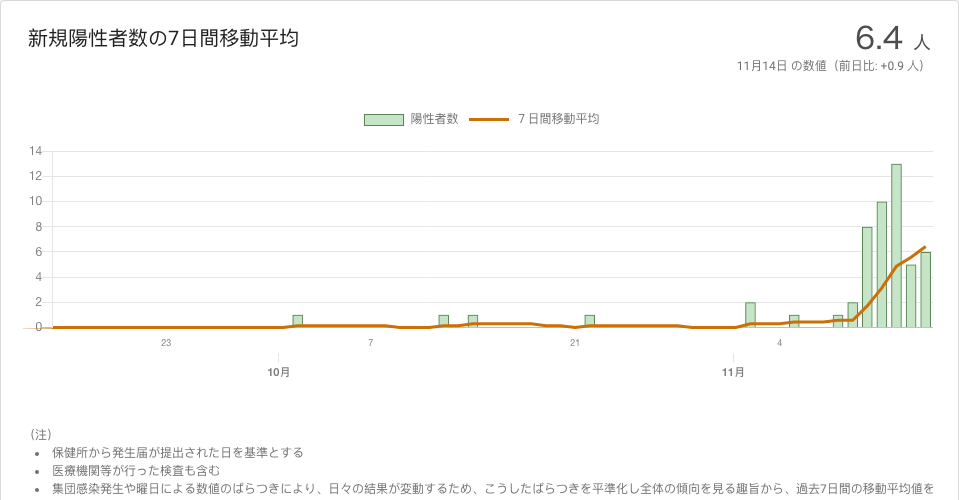 新規陽性者数の7日間移動平均
6.4 人
11月14日 の数値（前日比: +0.9 人）
陽性者数 7 日間移動平均
14
12
10
8
6
4
2
0
23 7 21 4
10月 11月
（注）
• 保健所から発生届が提出された日を基準とする
• 医療機関等が行った検査も含む
• 集団感染発生や曜日による数値のばらつきにより、日々の結果が変動するため、こうしたばらつきを平準化し全体の傾向を見る趣旨から、過去7日間の移動平均値を